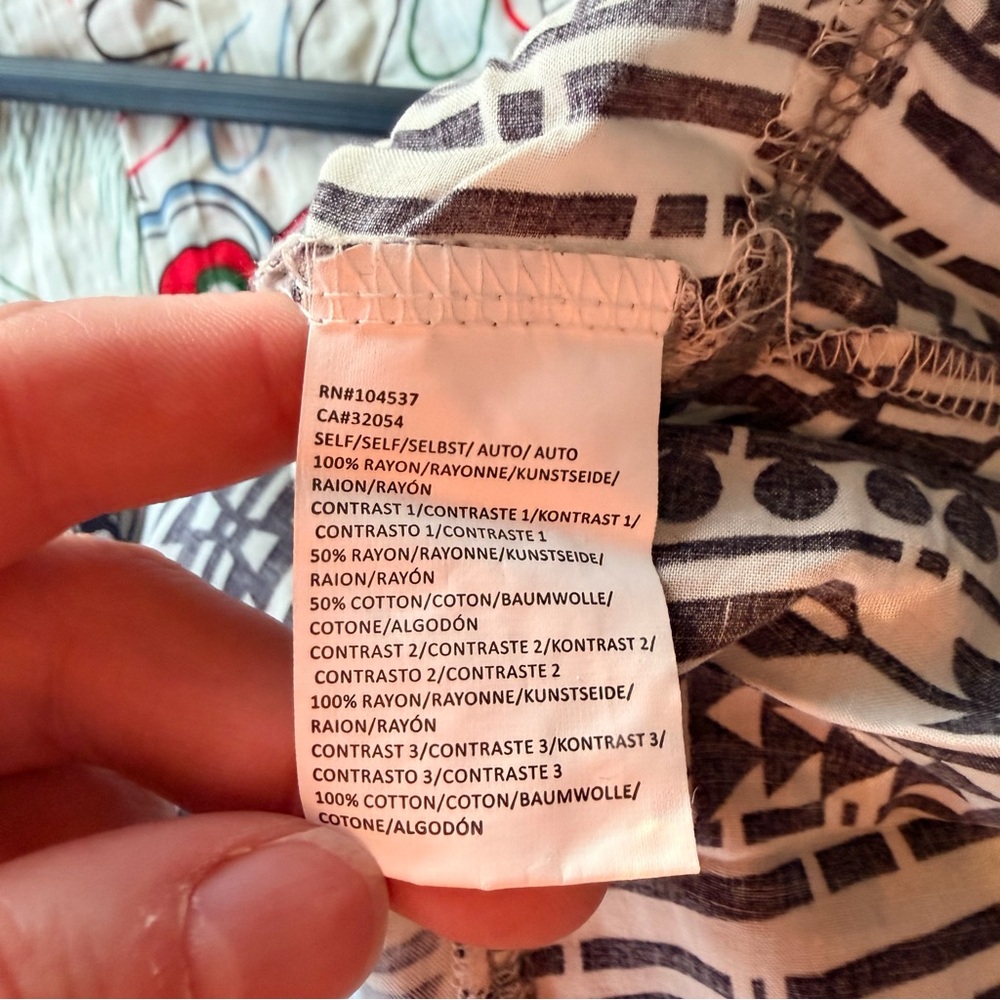 RN#104537
CA#32054
SELF/SELF/SELBST/ AUTO/ AUTO
100% RAYON/RAYONNE/KUNSTSEIDE/
RAION/RAYÓN
CONTRAST 1/CONTRASTE 1/KONTRAST 1/
CONTRASTO 1/CONTRASTE 1
50% RAYON/RAYONNE/KUNSTSEIDE/
RAION/RAYÓN
50% COTTON/COTON/BAUMWOLLE/
COTONE/ALGODÓN
CONTRAST 2/CONTRASTE 2/KONTRAST 2/
CONTRASTO 2/CONTRASTE 2
100% RAYON/RAYONNE/KUNSTSEIDE/
RAION/RAYÓN
CONTRAST 3/CONTRASTE 3/KONTRAST 3/
CONTRASTO 3/CONTRASTE 3
100% COTTON/COTON/BAUMWOLLE/
COTONE/ALGODÓN